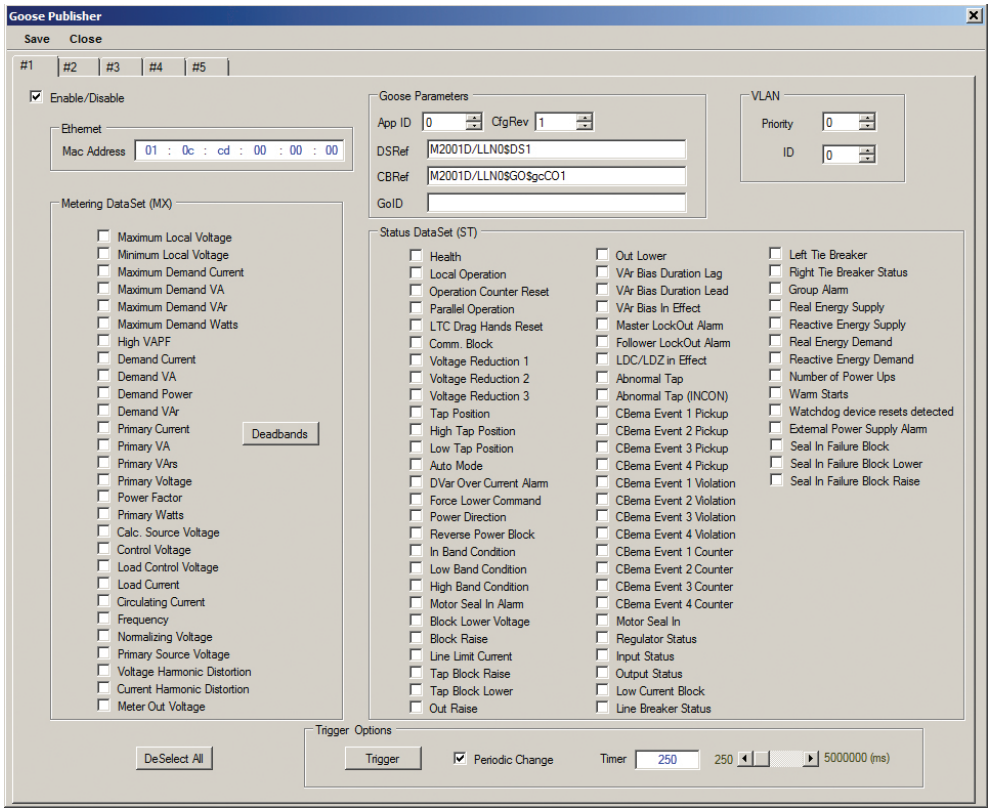 Goose Publisher
Save Close
#1 #2 #3 #4 #5
Enable/Disable
Ethernet
Mac Address 01 : 0c : cd : 00 : 00 : 00
Goose Parameters
App ID 0 CfgRev 1
DSRef M2001D/LLN0$DS1
CBRef M2001D/LLN0$GO$gcCO1
GoID
VLAN
Priority 0
ID 0
Metering DataSet (MX)
Maximum Local Voltage
Minimum Local Voltage
Maximum Demand Current
Maximum Demand VA
Maximum Demand VAr
Maximum Demand Watts
High VAPF
Demand Current
Demand VA
Demand Power
Demand VAr
Primary Current
Primary VA
Primary VArs
Primary Voltage
Power Factor
Primary Watts
Calc. Source Voltage
Control Voltage
Load Control Voltage
Load Current
Circulating Current
Frequency
Normalizing Voltage
Primary Source Voltage
Voltage Harmonic Distortion
Current Harmonic Distortion
Meter Out Voltage
Deadbands
Status DataSet (ST)
Health
Local Operation
Operation Counter Reset
Parallel Operation
LTC Drag Hands Reset
Comm. Block
Voltage Reduction 1
Voltage Reduction 2
Voltage Reduction 3
Tap Position
High Tap Position
Low Tap Position
Auto Mode
DVar Over Current Alarm
Force Lower Command
Power Direction
Reverse Power Block
In Band Condition
Low Band Condition
High Band Condition
Motor Seal In Alarm
Block Lower Voltage
Block Raise
Line Limit Current
Tap Block Raise
Tap Block Lower
Out Raise
Out Lower
VAr Bias Duration Lag
VAr Bias Duration Lead
VAr Bias In Effect
Master LockOut Alarm
Follower LockOut Alarm
LDC/LDZ in Effect
Abnormal Tap
Abnormal Tap (INCON)
CBema Event 1 Pickup
CBema Event 2 Pickup
CBema Event 3 Pickup
CBema Event 4 Pickup
CBema Event 1 Violation
CBema Event 2 Violation
CBema Event 3 Violation
CBema Event 4 Violation
CBema Event 1 Counter
CBema Event 2 Counter
CBema Event 3 Counter
CBema Event 4 Counter
Motor Seal In
Regulator Status
Input Status
Output Status
Low Current Block
Line Breaker Status
Left Tie Breaker
Right Tie Breaker Status
Group Alarm
Real Energy Supply
Reactive Energy Supply
Real Energy Demand
Reactive Energy Demand
Number of Power Ups
Warm Starts
Watchdog device resets detected
External Power Supply Alarm
Seal In Failure Block
Seal In Failure Block Lower
Seal In Failure Block Raise
DeSelect All
Trigger Options
Trigger Periodic Change Timer 250 250 5000000 (ms)